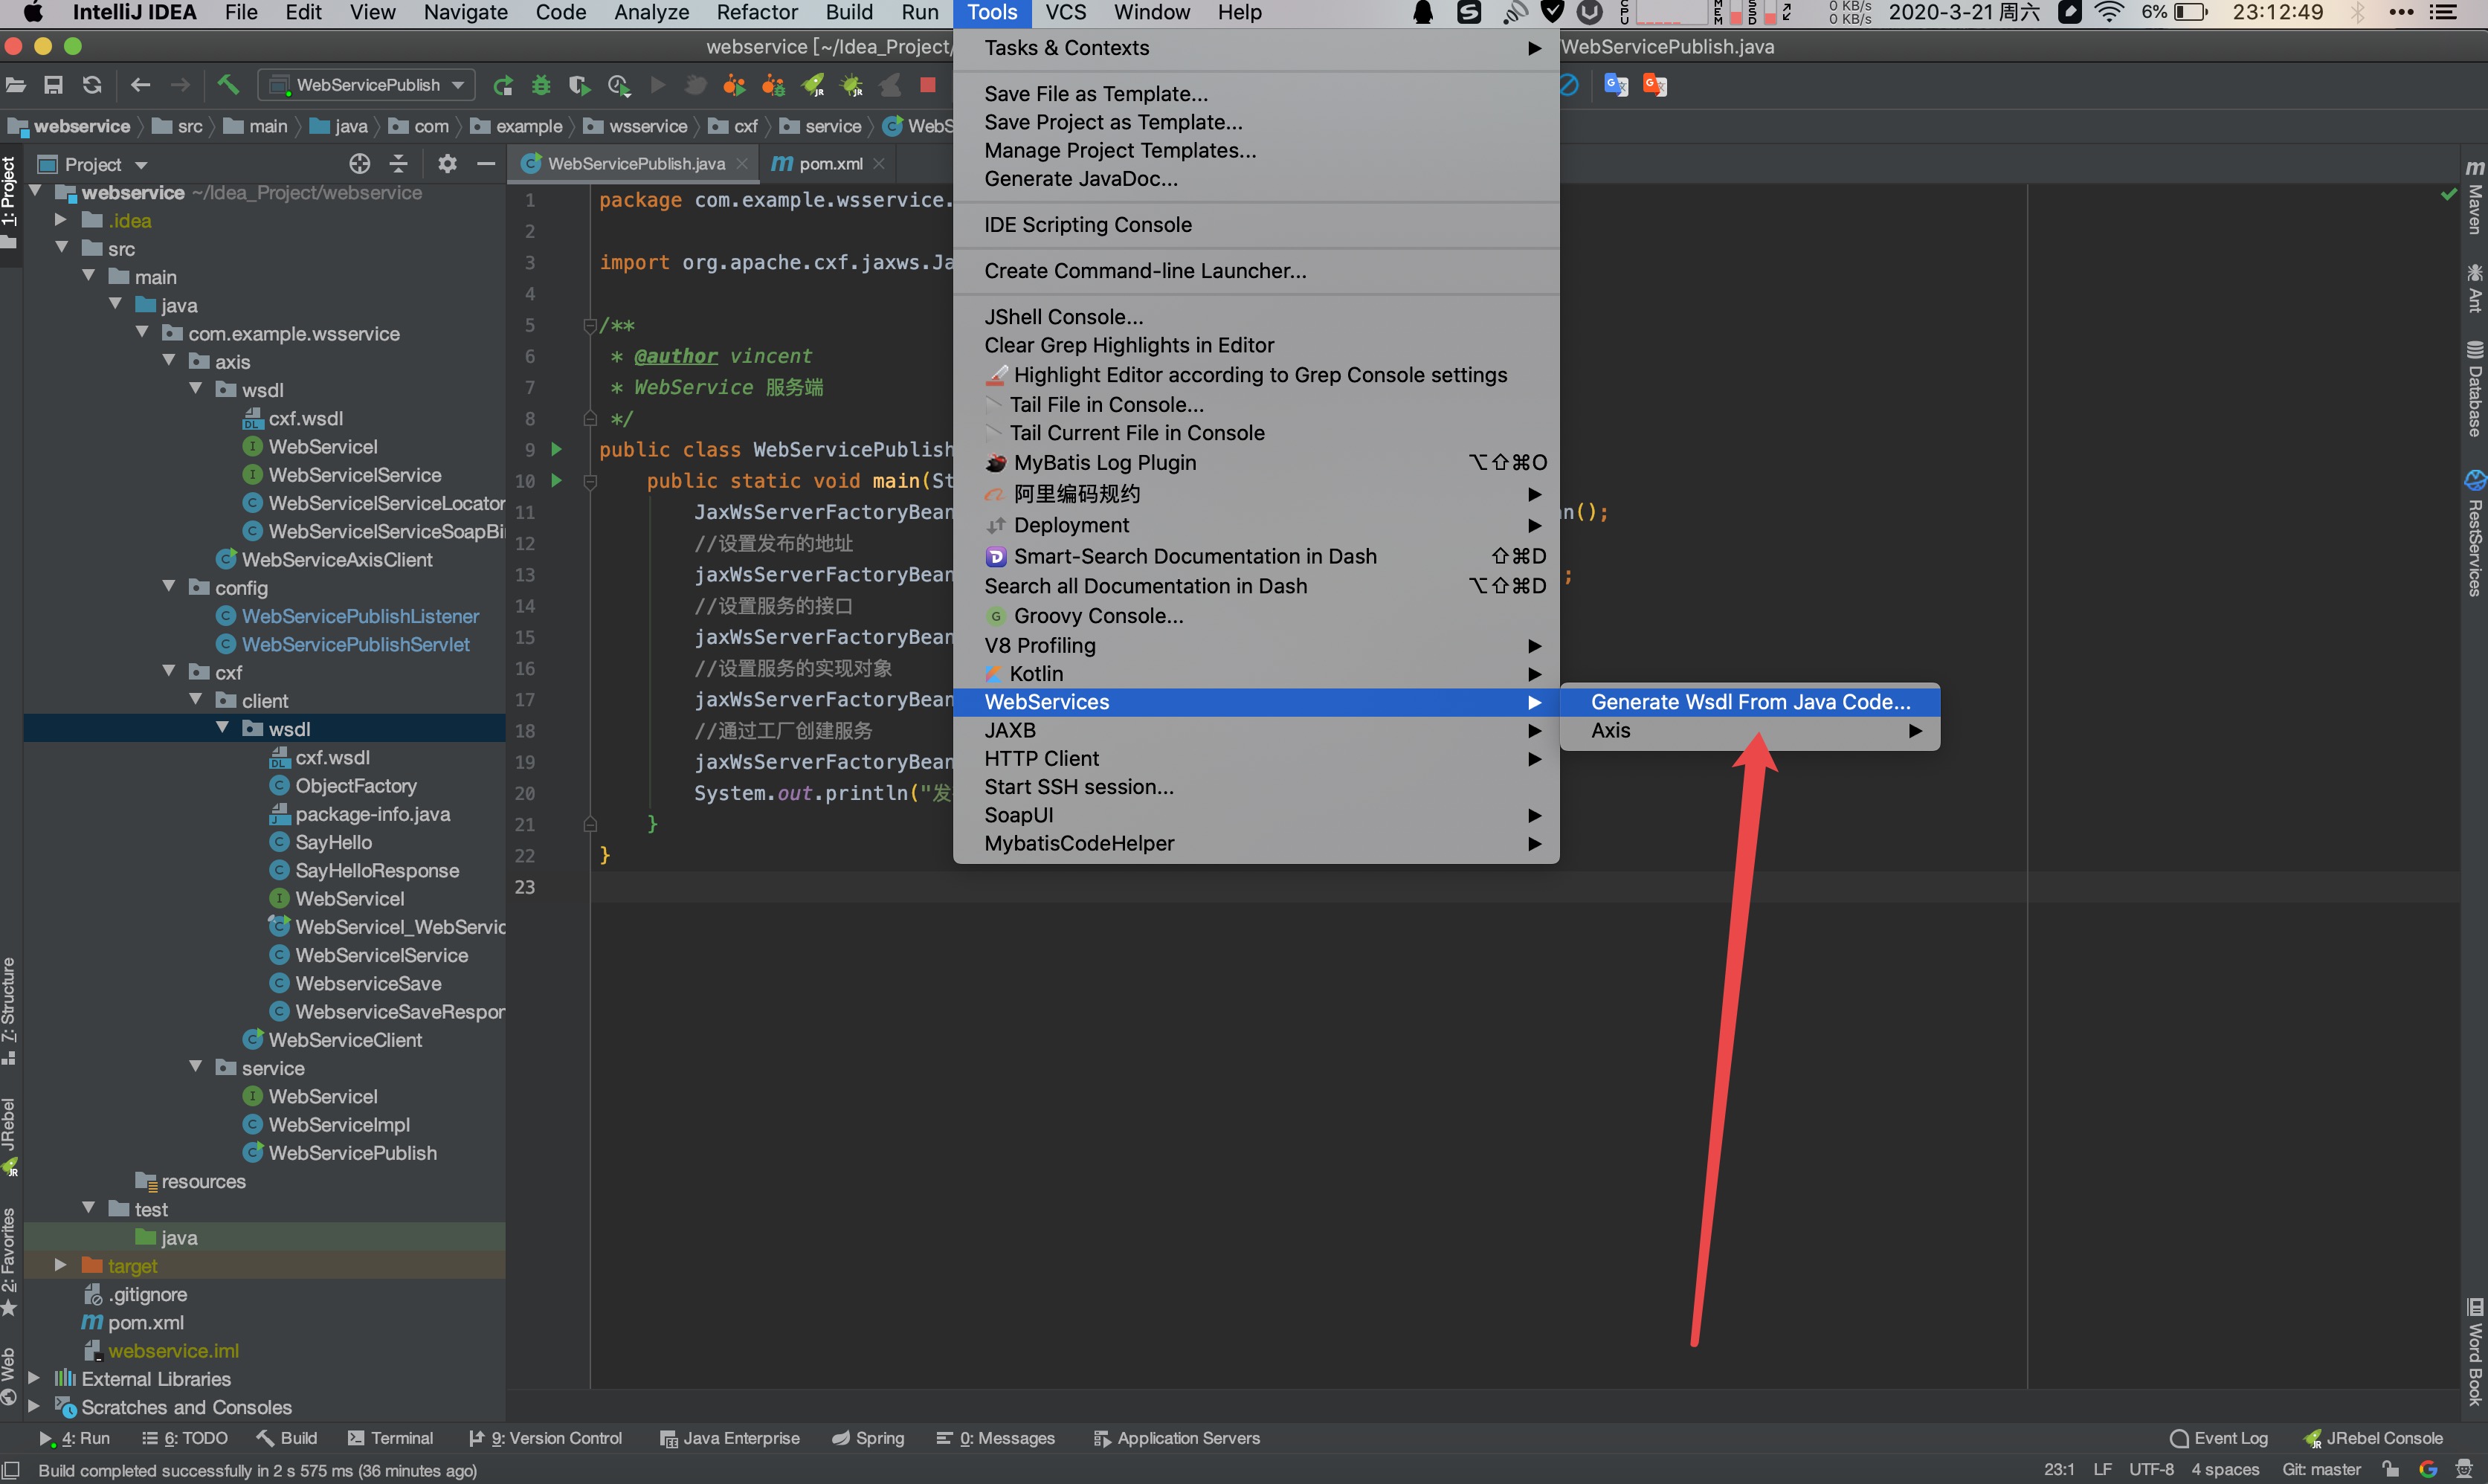 IntelliJ IDEA File Edit View Navigate Code Analyze Refactor Build Run Tools VCS Window Help CPU MEM SSD 0 KB/s 0 KB/s 2020-3-21 周六 6% 23:12:49
webservice [~/Idea_Project/ WebServicePublish.java
WebServicePublish
webservice src main java com example wsservice cxf service WebS
Project
WebServicePublish.java pom.xml
webservice ~/Idea_Project/webservice
.idea
src
main
java
com.example.wsservice
axis
wsdl
cxf.wsdl
WebServiceI
WebServiceIService
WebServiceIServiceLocator
WebServiceIServiceSoapBi
WebServiceAxisClient
config
WebServicePublishListener
WebServicePublishServlet
cxf
client
wsdl
cxf.wsdl
ObjectFactory
package-info.java
SayHello
SayHelloResponse
WebServiceI
WebServiceI_WebServic
WebServiceIService
WebserviceSave
WebserviceSaveRespor
WebServiceClient
service
WebServiceI
WebServiceImpl
WebServicePublish
resources
test
java
target
.gitignore
pom.xml
webservice.iml
External Libraries
Scratches and Consoles
1 package com.example.wsservice.
2
3 import org.apache.cxf.jaxws.Ja
4
5 /**
6 * @author vincent
7 * WebService 服务端
8 */
9 public class WebServicePublish
10 public static void main(St
11 JaxWsServerFactoryBean n();
12 //设置发布的地址
13 jaxWsServerFactoryBean ;
14 //设置服务的接口
15 jaxWsServerFactoryBean
16 //设置服务的实现对象
17 jaxWsServerFactoryBean
18 //通过工厂创建服务
19 jaxWsServerFactoryBean
20 System.out.println("发
21 }
22 }
23
Tasks & Contexts
Save File as Template...
Save Project as Template...
Manage Project Templates...
Generate JavaDoc...
IDE Scripting Console
Create Command-line Launcher...
JShell Console...
Clear Grep Highlights in Editor
Highlight Editor according to Grep Console settings
Tail File in Console...
Tail Current File in Console
MyBatis Log Plugin ⌥⇧⌘O
阿里编码规约
Deployment
Smart-Search Documentation in Dash ⇧⌘D
Search all Documentation in Dash ⌥⇧⌘D
Groovy Console...
V8 Profiling
Kotlin
WebServices
JAXB
HTTP Client
Start SSH session...
SoapUI
MybatisCodeHelper
Generate Wsdl From Java Code...
Axis
1: Project
7: Structure
JRebel
2: Favorites
Web
Maven
Ant
Database
RestServices
Word Book
4: Run 6: TODO Build Terminal 9: Version Control Java Enterprise Spring 0: Messages Application Servers Event Log JRebel Console
Build completed successfully in 2 s 575 ms (36 minutes ago) 23:1 LF UTF-8 4 spaces Git: master